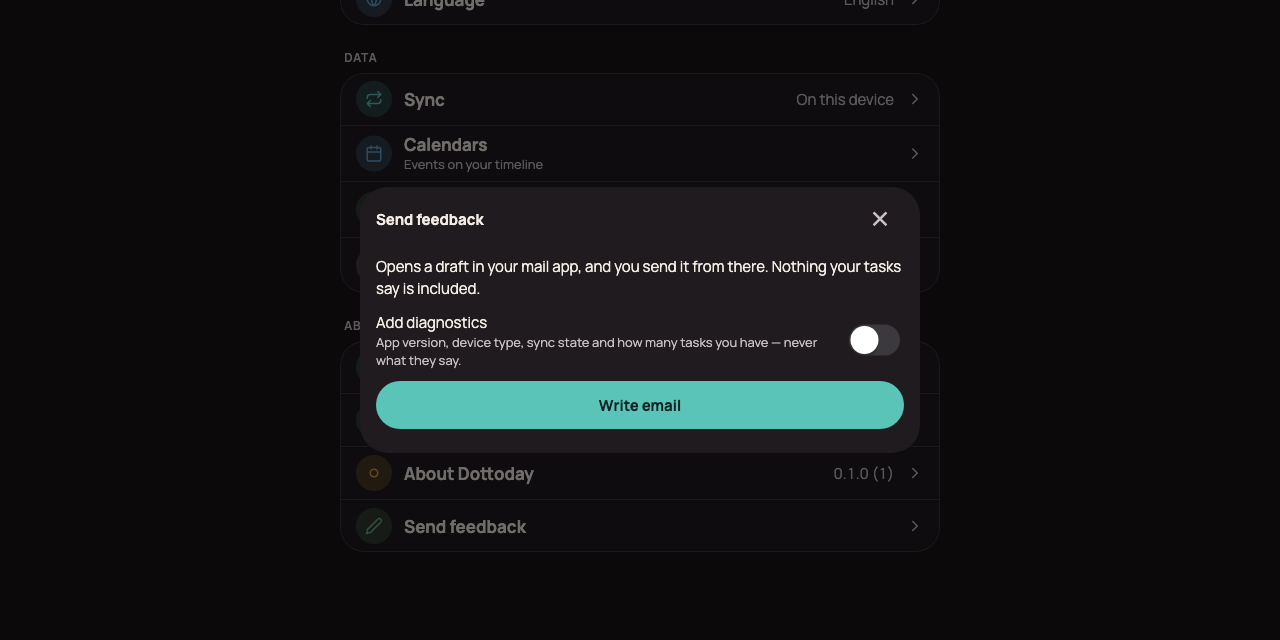 Language
English
DATA
Sync
On this device
Calendars
Events on your timeline
Send feedback
Opens a draft in your mail app, and you send it from there. Nothing your tasks
say is included.
Add diagnostics
App version, device type, sync state and how many tasks you have — never
what they say.
Write email
About Dottoday
0.1.0 (1)
Send feedback